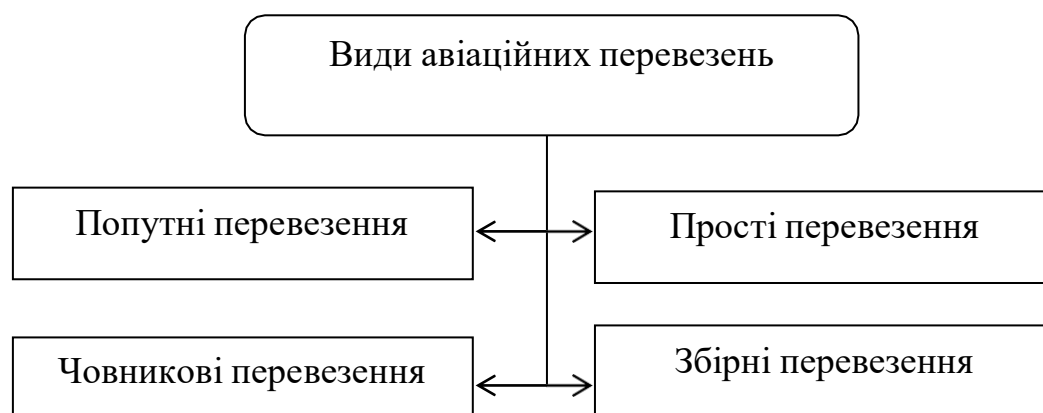 Види авіаційних перевезень
Попутні перевезення
Прості перевезення
Човникові перевезення
Збірні перевезення